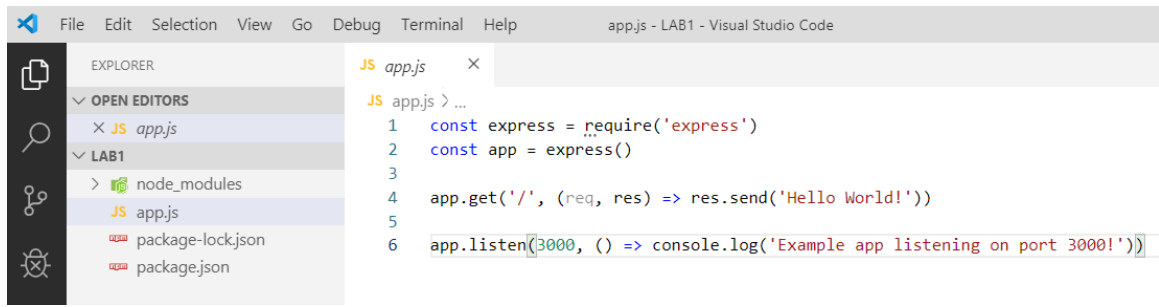 File Edit Selection View Go Debug Terminal Help app.js - LAB1 - Visual Studio Code
EXPLORER
OPEN EDITORS
JS app.js
LAB1
node_modules
JS app.js
package-lock.json
package.json
JS app.js
JS app.js > ...
1 const express = require('express')
2 const app = express()
3
4 app.get('/', (req, res) => res.send('Hello World!'))
5
6 app.listen(3000, () => console.log('Example app listening on port 3000!'))